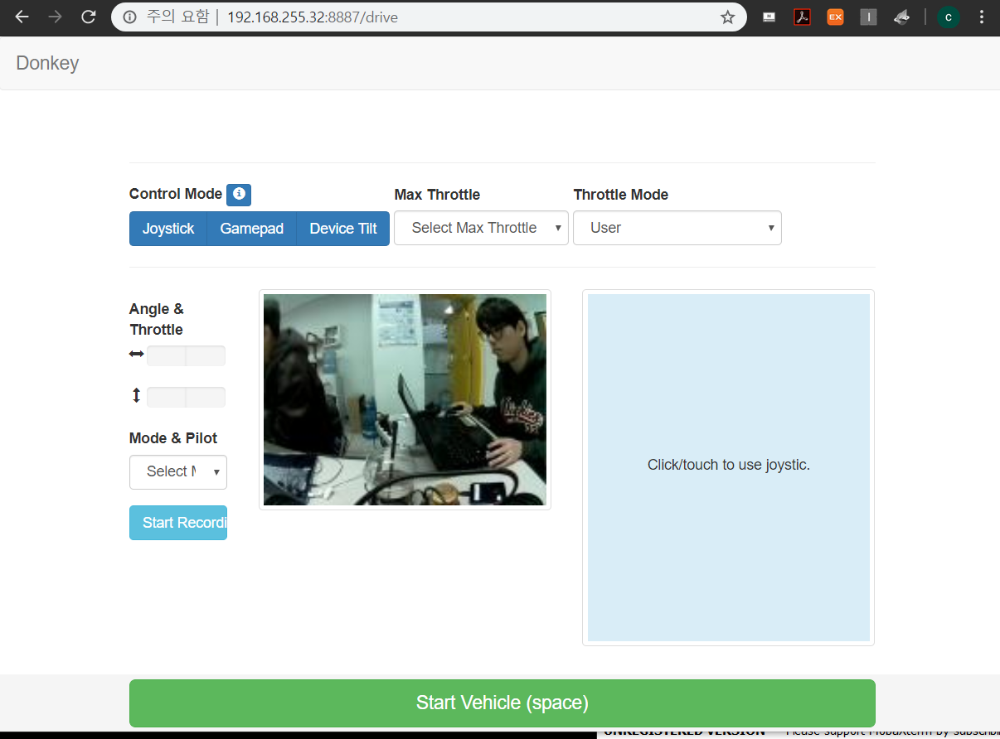 주의 요함 | 192.168.255.32:8887/drive
EX
C
Donkey
Control Mode
Max Throttle
Throttle Mode
Joystick Gamepad Device Tilt
Select Max Throttle
User
Angle &
Throttle
Mode & Pilot
Select M
Start Recordi
Click/touch to use joystic.
Start Vehicle (space)
UNREGISTERED VERSION - Please support MobaXterm by subscribi